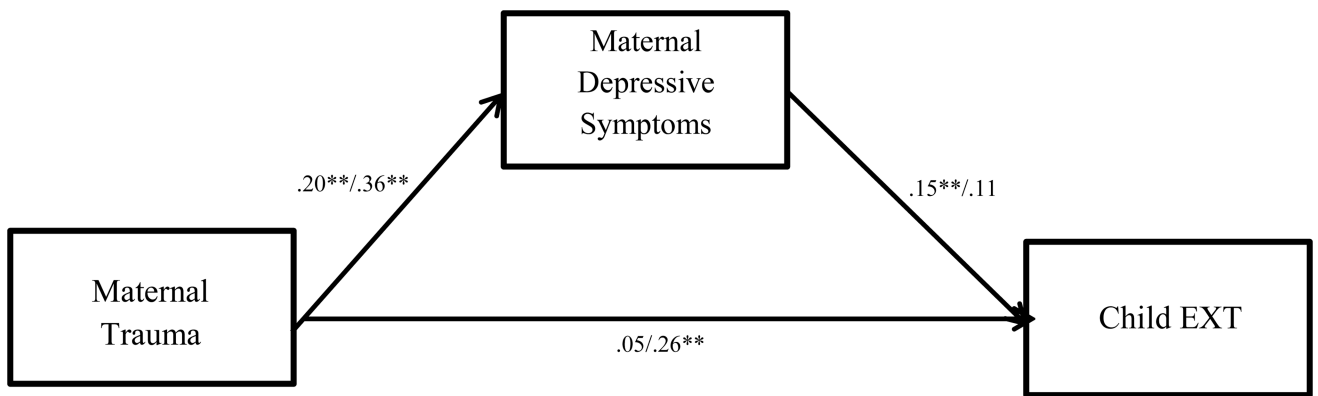 Maternal
Depressive
Symptoms
.20**/.36**
.15**/.11
Maternal
Trauma
Child EXT
.05/.26**